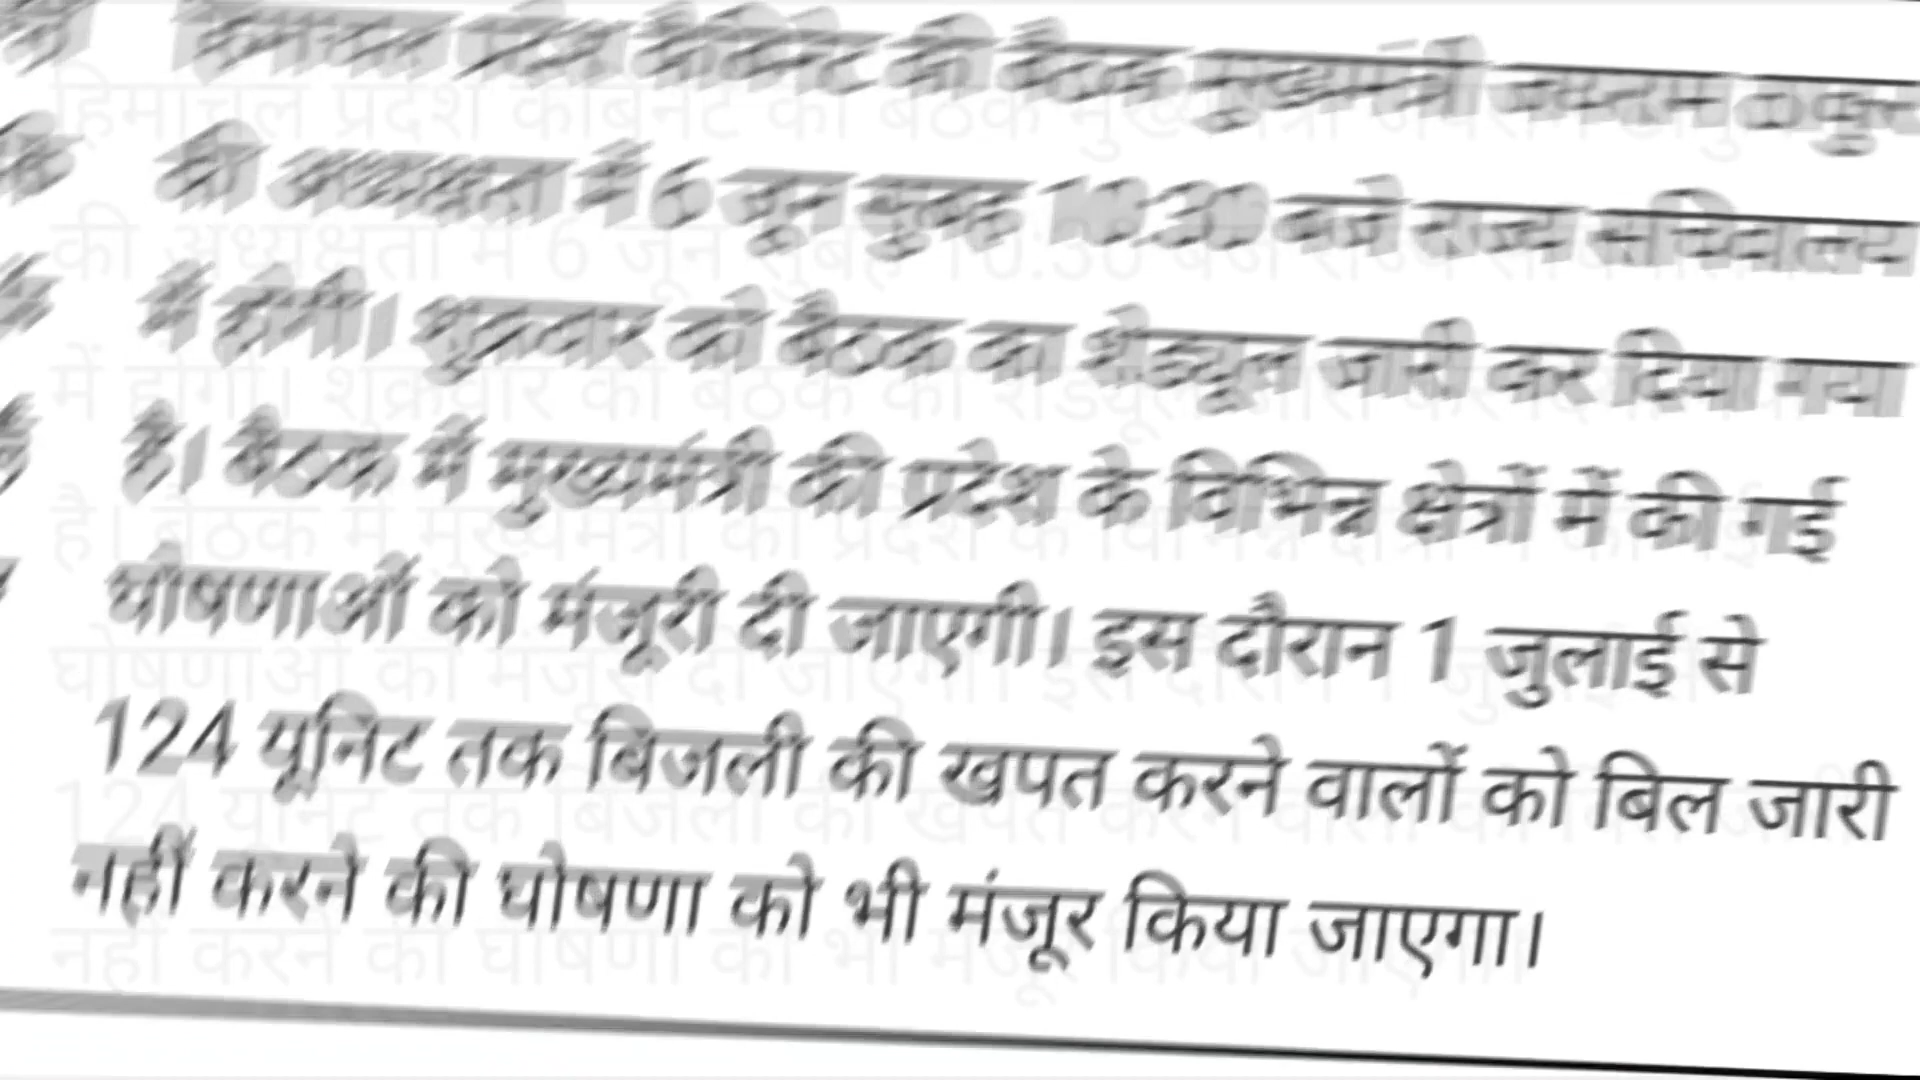 हिमाचल प्रदेश कैबिनेट की बैठक मुख्यमंत्री जयराम ठाकुर
की अध्यक्षता में 6 जून सुबह 10:30 बजे राज्य सचिवालय
में होगी। शुक्रवार को बैठक का शेड्यूल जारी कर दिया गया
है। बैठक में मुख्यमंत्री की प्रदेश के विभिन्न क्षेत्रों में की गई
घोषणाओं को मंजूरी दी जाएगी। इस दौरान 1 जुलाई से
124 यूनिट तक बिजली की खपत करने वालों को बिल जारी
नहीं करने की घोषणा को भी मंजूर किया जाएगा।